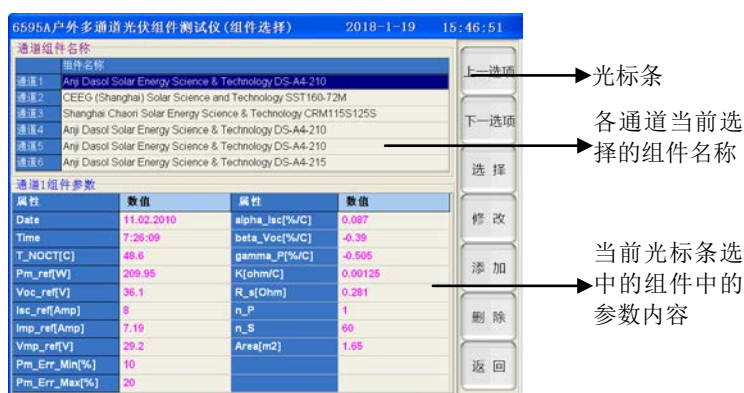 6595A户外多通道光伏组件测试仪(组件选择) 2018-1-19 15:46:51
通道组件名称
组件名称
通道1 Anji Dasol Solar Energy Science & Technology DS-A4-210
通道2 CEEG (Shanghai) Solar Science and Technology SST160-72M
通道3 Shanghai Chaori Solar Energy Science & Technology CRM115S125S
通道4 Anji Dasol Solar Energy Science & Technology DS-A4-210
通道5 Anji Dasol Solar Energy Science & Technology DS-A4-210
通道6 Anji Dasol Solar Energy Science & Technology DS-A4-215
通道1组件参数
属性 数值 属性 数值
Date 11.02.2010 alpha_Isc[%/C] 0.087
Time 7:26:09 beta_Voc[%/C] -0.39
T_NOCT[C] 48.6 gamma_P[%/C] -0.505
Pm_ref[W] 209.95 K[ohm/C] 0.00125
Voc_ref[V] 36.1 R_s[Ohm] 0.281
Isc_ref[Amp] 8 n_P 1
Imp_ref[Amp] 7.19 n_S 60
Vmp_ref[V] 29.2 Area[m2] 1.65
Pm_Err_Min[%] 10
Pm_Err_Max[%] 20
上一选项
下一选项
选 择
修 改
添 加
删 除
返 回
光标条
各通道当前选
择的组件名称
当前光标条选
中的组件中的
参数内容